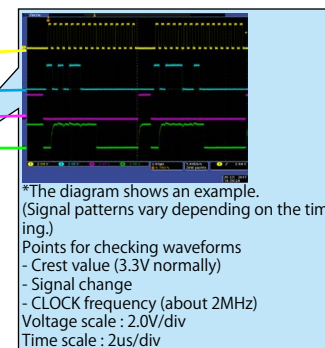 *The diagram shows an example.
(Signal patterns vary depending on the tim
ing.)
Points for checking waveforms
- Crest value (3.3V normally)
- Signal change
- CLOCK frequency (about 2MHz)
Voltage scale : 2.0V/div
Time scale : 2us/div